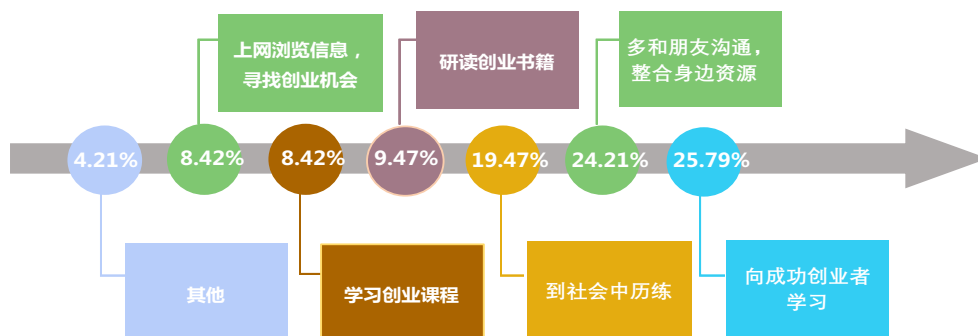 上网浏览信息，
寻找创业机会
研读创业书籍
多和朋友沟通，
整合身边资源
4.21%
8.42%
8.42%
9.47%
19.47%
24.21%
25.79%
其他
学习创业课程
到社会中历练
向成功创业者
学习